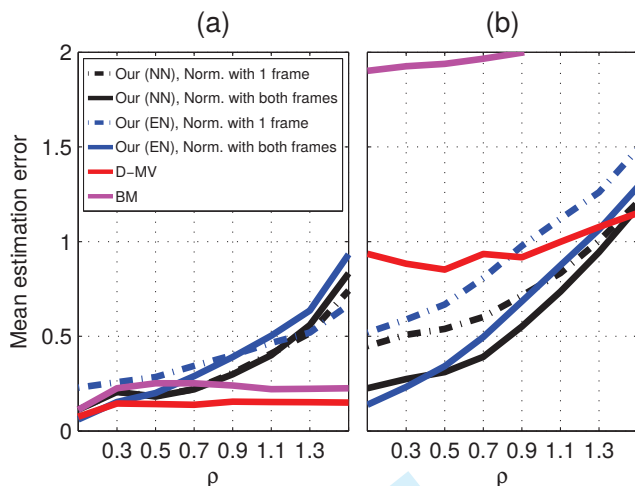 (a)
(b)
Mean estimation error
2
1.5
1
0.5
0
Our (NN), Norm. with 1 frame
Our (NN), Norm. with both frames
Our (EN), Norm. with 1 frame
Our (EN), Norm. with both frames
D−MV
BM
0.3 0.5 0.7 0.9 1.1 1.3
0.3 0.5 0.7 0.9 1.1 1.3
ρ
ρ